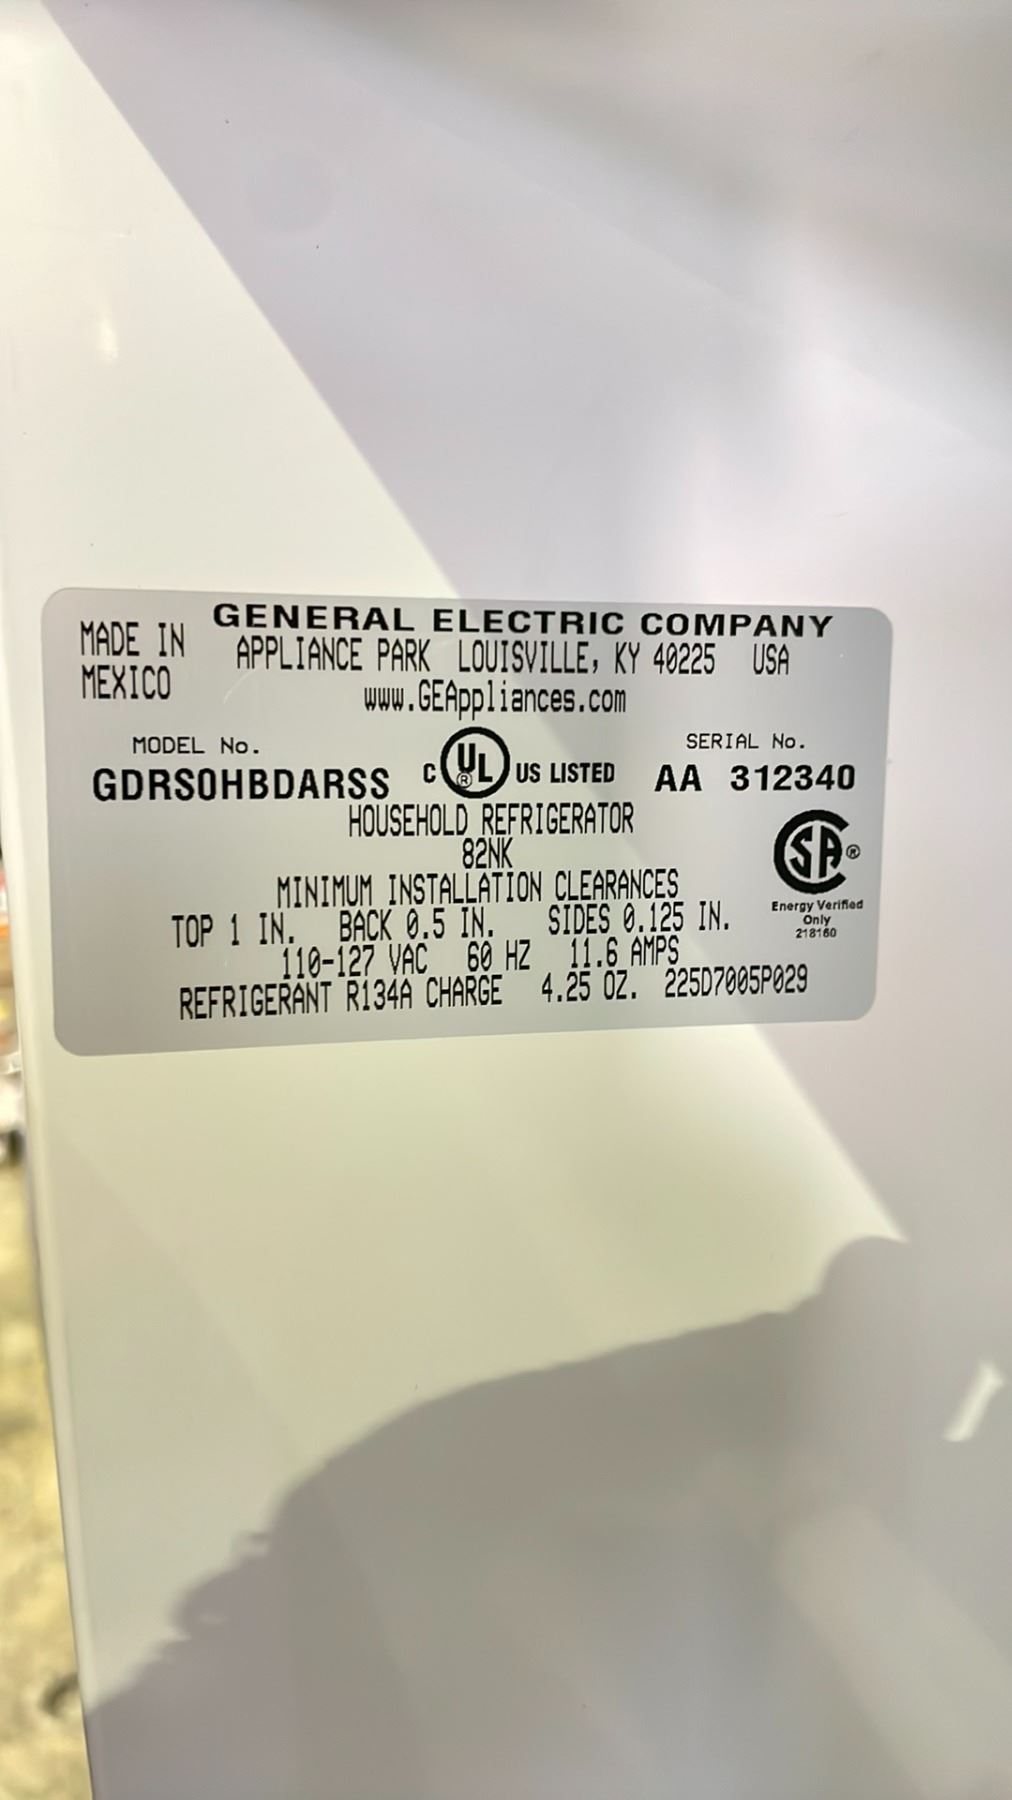 MADE IN
MEXICO
GENERAL ELECTRIC COMPANY
APPLIANCE PARK LOUISVILLE, KY 40225 USA
www.GEAppliances.com
MODEL No.
GDRS0HBDARSS
C UL ® US LISTED
SERIAL No.
AA 312340
HOUSEHOLD REFRIGERATOR
82NK
MINIMUM INSTALLATION CLEARANCES
TOP 1 IN. BACK 0.5 IN. SIDES 0.125 IN.
110-127 VAC 60 HZ 11.6 AMPS
REFRIGERANT R134A CHARGE 4.25 OZ. 225D7005P029
SA ®
Energy Verified
Only
218160